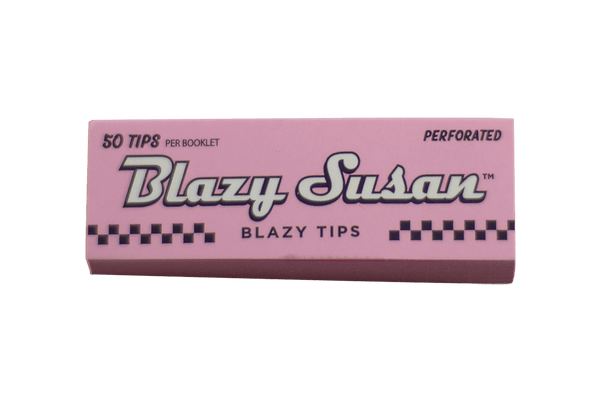 50 TIPS PER BOOKLET
PERFORATED
Blazy Susan™
BLAZY TIPS